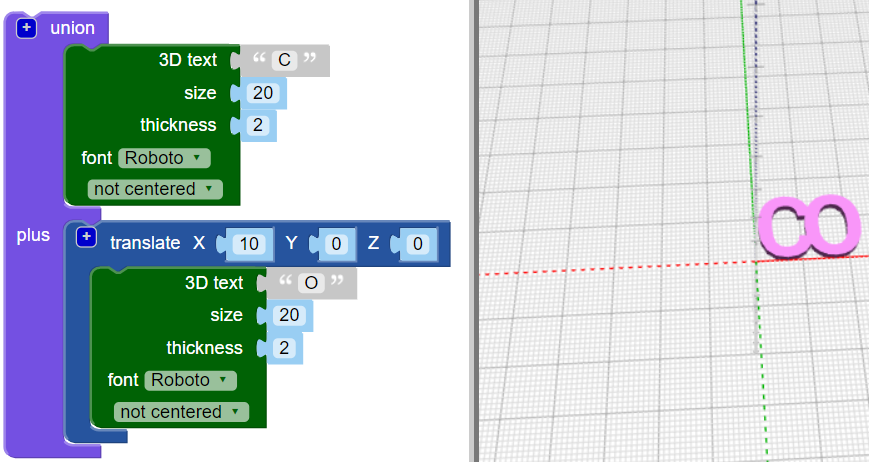 + union
3D text “ C ”
size 20
thickness 2
font Roboto ▾
not centered ▾
plus + translate X 10 Y 0 Z 0
3D text “ O ”
size 20
thickness 2
font Roboto ▾
not centered ▾
CO